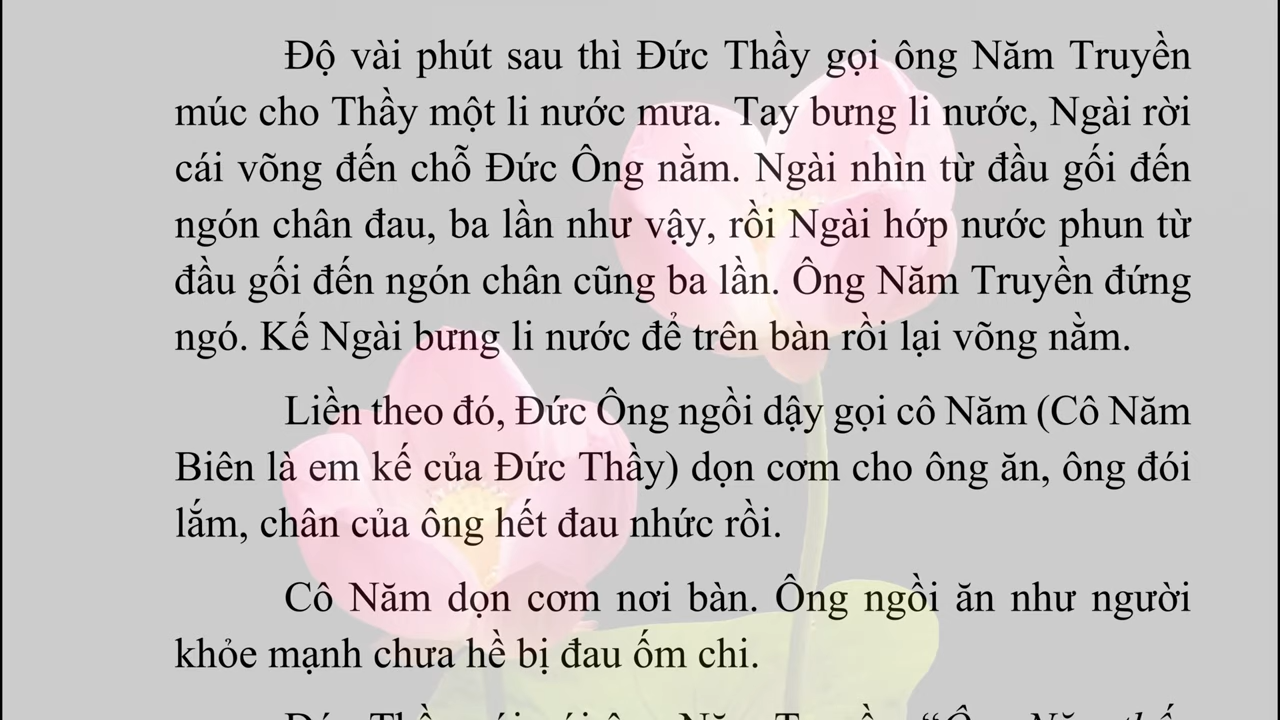 Độ vài phút sau thì Đức Thầy gọi ông Năm Truyền
múc cho Thầy một li nước mưa. Tay bưng li nước, Ngài rời
cái võng đến chỗ Đức Ông nằm. Ngài nhìn từ đầu gối đến
ngón chân đau, ba lần như vậy, rồi Ngài hớp nước phun từ
đầu gối đến ngón chân cũng ba lần. Ông Năm Truyền đứng
ngó. Kế Ngài bưng li nước để trên bàn rồi lại võng nằm.
Liền theo đó, Đức Ông ngồi dậy gọi cô Năm (Cô Năm
Biên là em kế của Đức Thầy) dọn cơm cho ông ăn, ông đói
lắm, chân của ông hết đau nhức rồi.
Cô Năm dọn cơm nơi bàn. Ông ngồi ăn như người
khỏe mạnh chưa hề bị đau ốm chi.